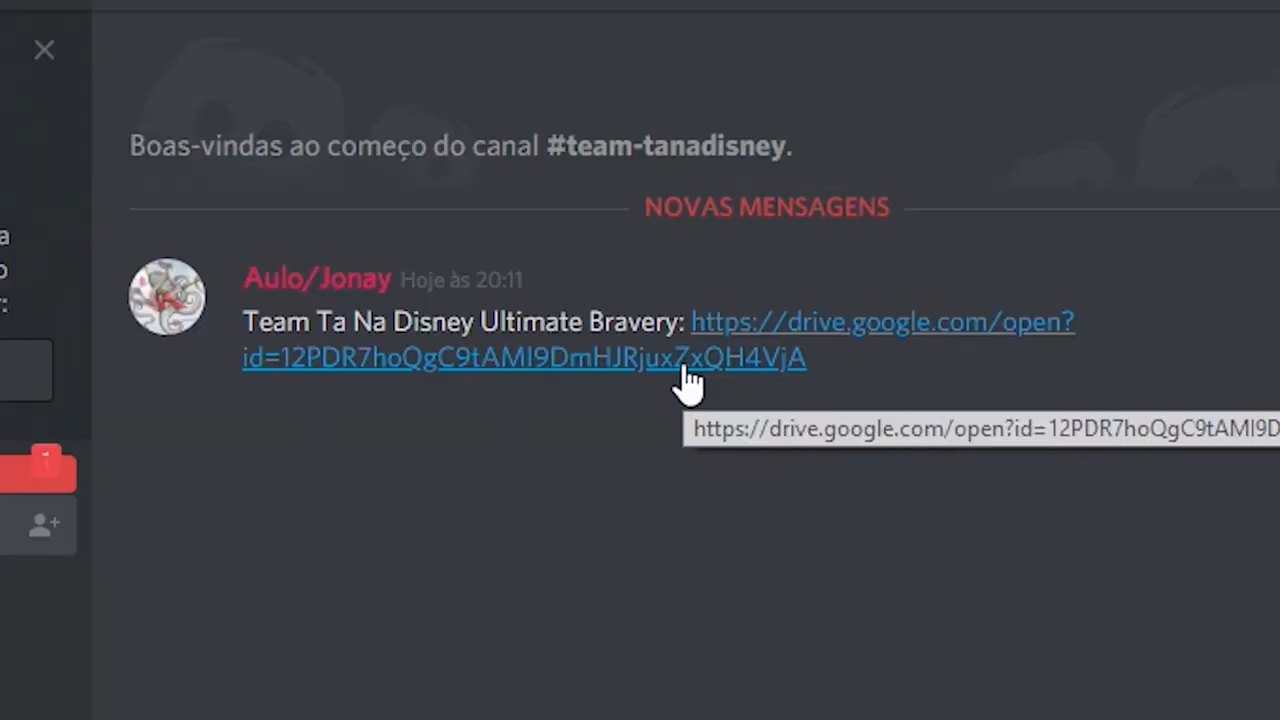 Boas-vindas ao começo do canal #team-tanadisney.
NOVAS MENSAGENS
a
o
r:
Aulo/Jonay Hoje às 20:11
Team Ta Na Disney Ultimate Bravery: https://drive.google.com/open?
id=12PDR7hoQgC9tAMI9DmHJRjuxZxQH4VjA
https://drive.google.com/open?id=12PDR7hoQgC9tAMI9D
1